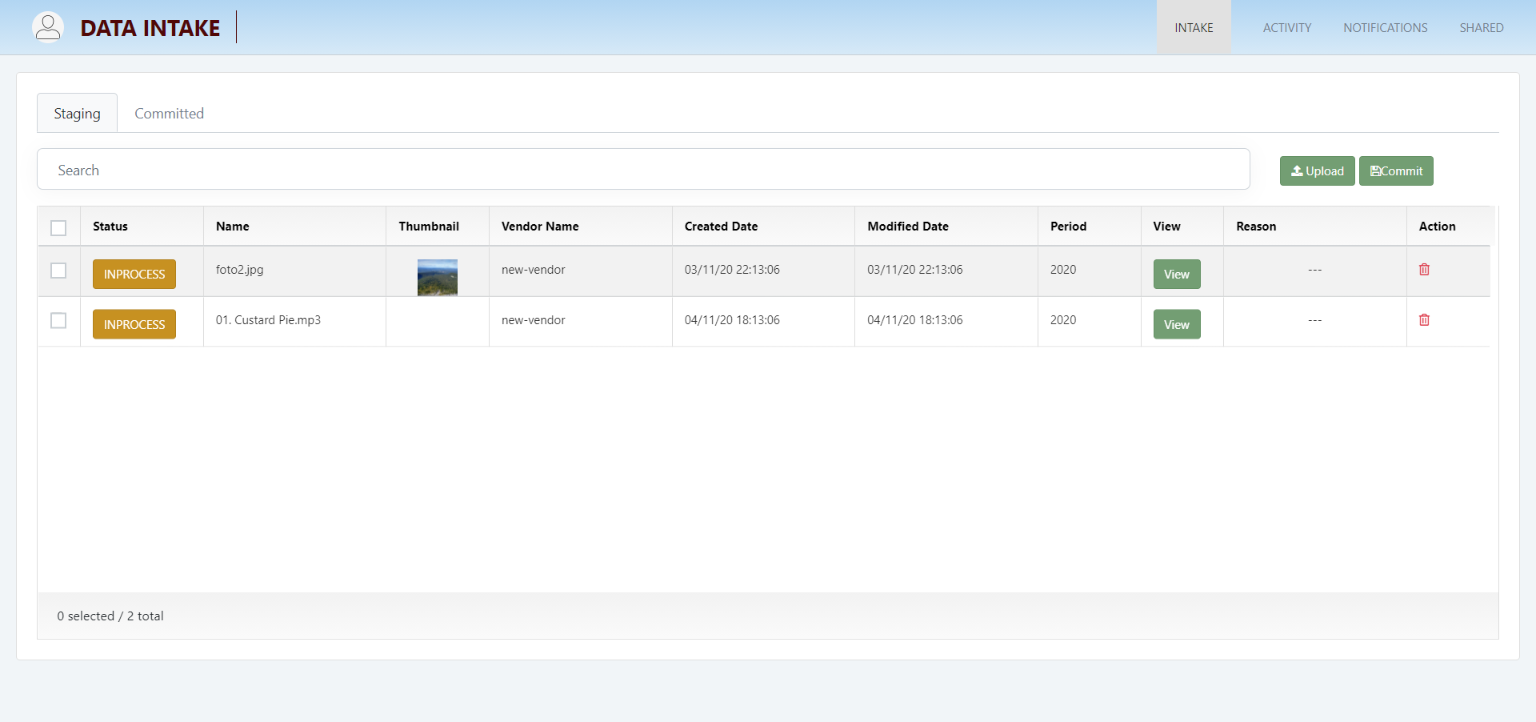 DATA INTAKE
INTAKE ACTIVITY NOTIFICATIONS SHARED
Staging Committed
Search
Upload Commit
Status Name Thumbnail Vendor Name Created Date Modified Date Period View Reason Action
INPROCESS foto2.jpg new-vendor 03/11/20 22:13:06 03/11/20 22:13:06 2020 View ---
INPROCESS 01. Custard Pie.mp3 new-vendor 04/11/20 18:13:06 04/11/20 18:13:06 2020 View ---
0 selected / 2 total